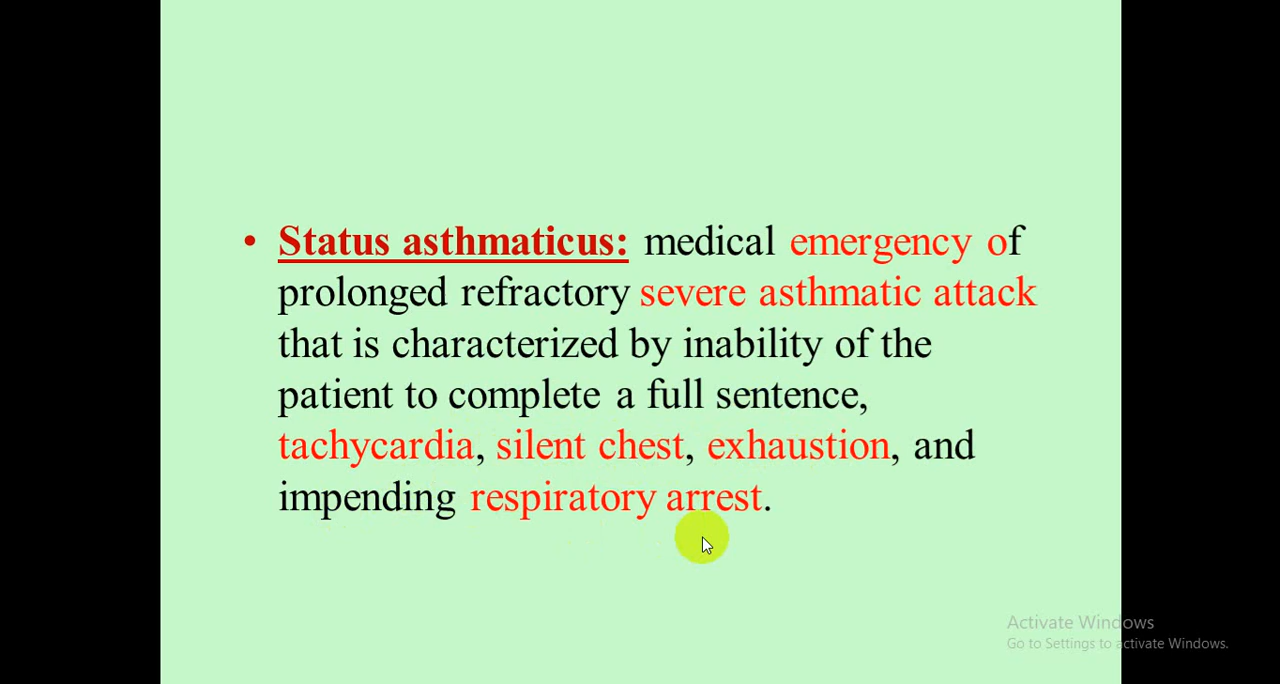 • Status asthmaticus: medical emergency of
prolonged refractory severe asthmatic attack
that is characterized by inability of the
patient to complete a full sentence,
tachycardia, silent chest, exhaustion, and
impending respiratory arrest.
Activate Windows
Go to Settings to activate Windows.